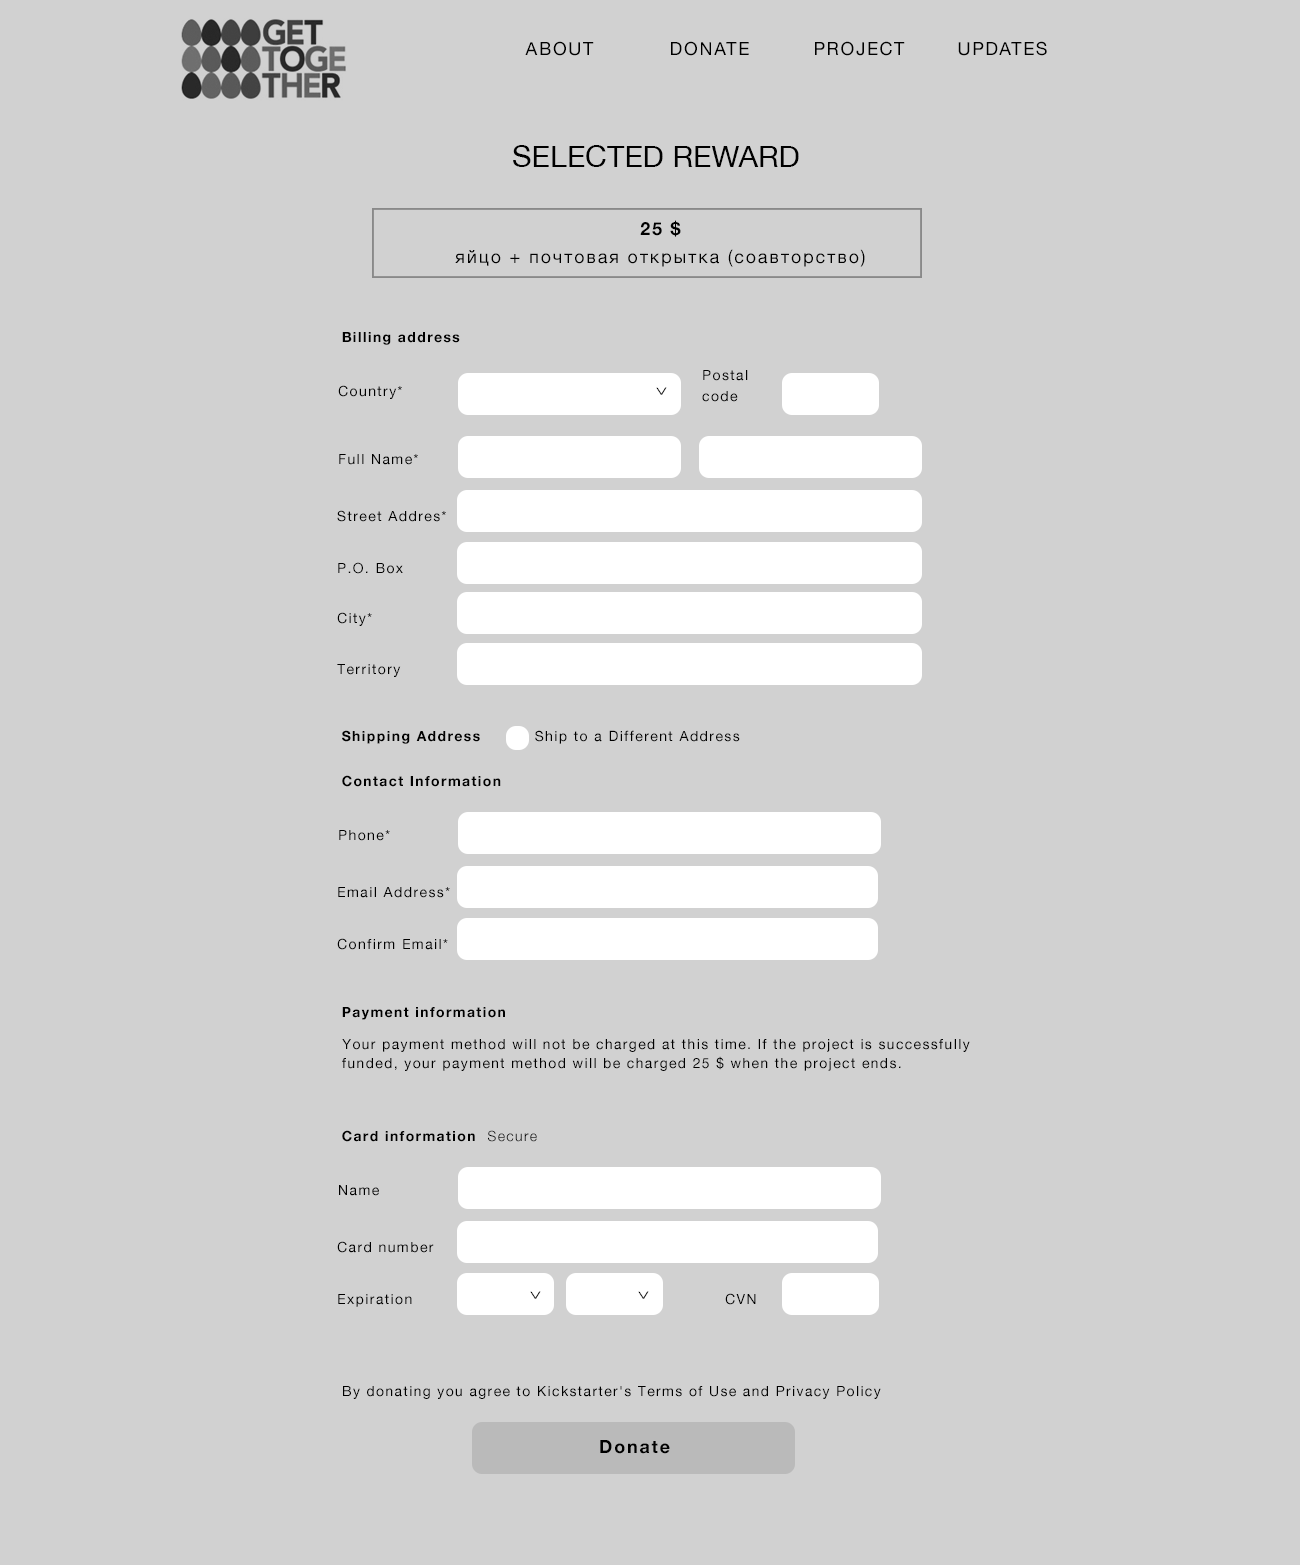 GET
TOGE
THER
ABOUT DONATE PROJECT UPDATES
SELECTED REWARD
25 $
яйцо + почтовая открытка (соавторство)
Billing address
Country* Postal code
Full Name*
Street Addres*
P.O. Box
City*
Territory
Shipping Address Ship to a Different Address
Contact Information
Phone*
Email Address*
Confirm Email*
Payment information
Your payment method will not be charged at this time. If the project is successfully
funded, your payment method will be charged 25 $ when the project ends.
Card information Secure
Name
Card number
Expiration CVN
By donating you agree to Kickstarter's Terms of Use and Privacy Policy
Donate